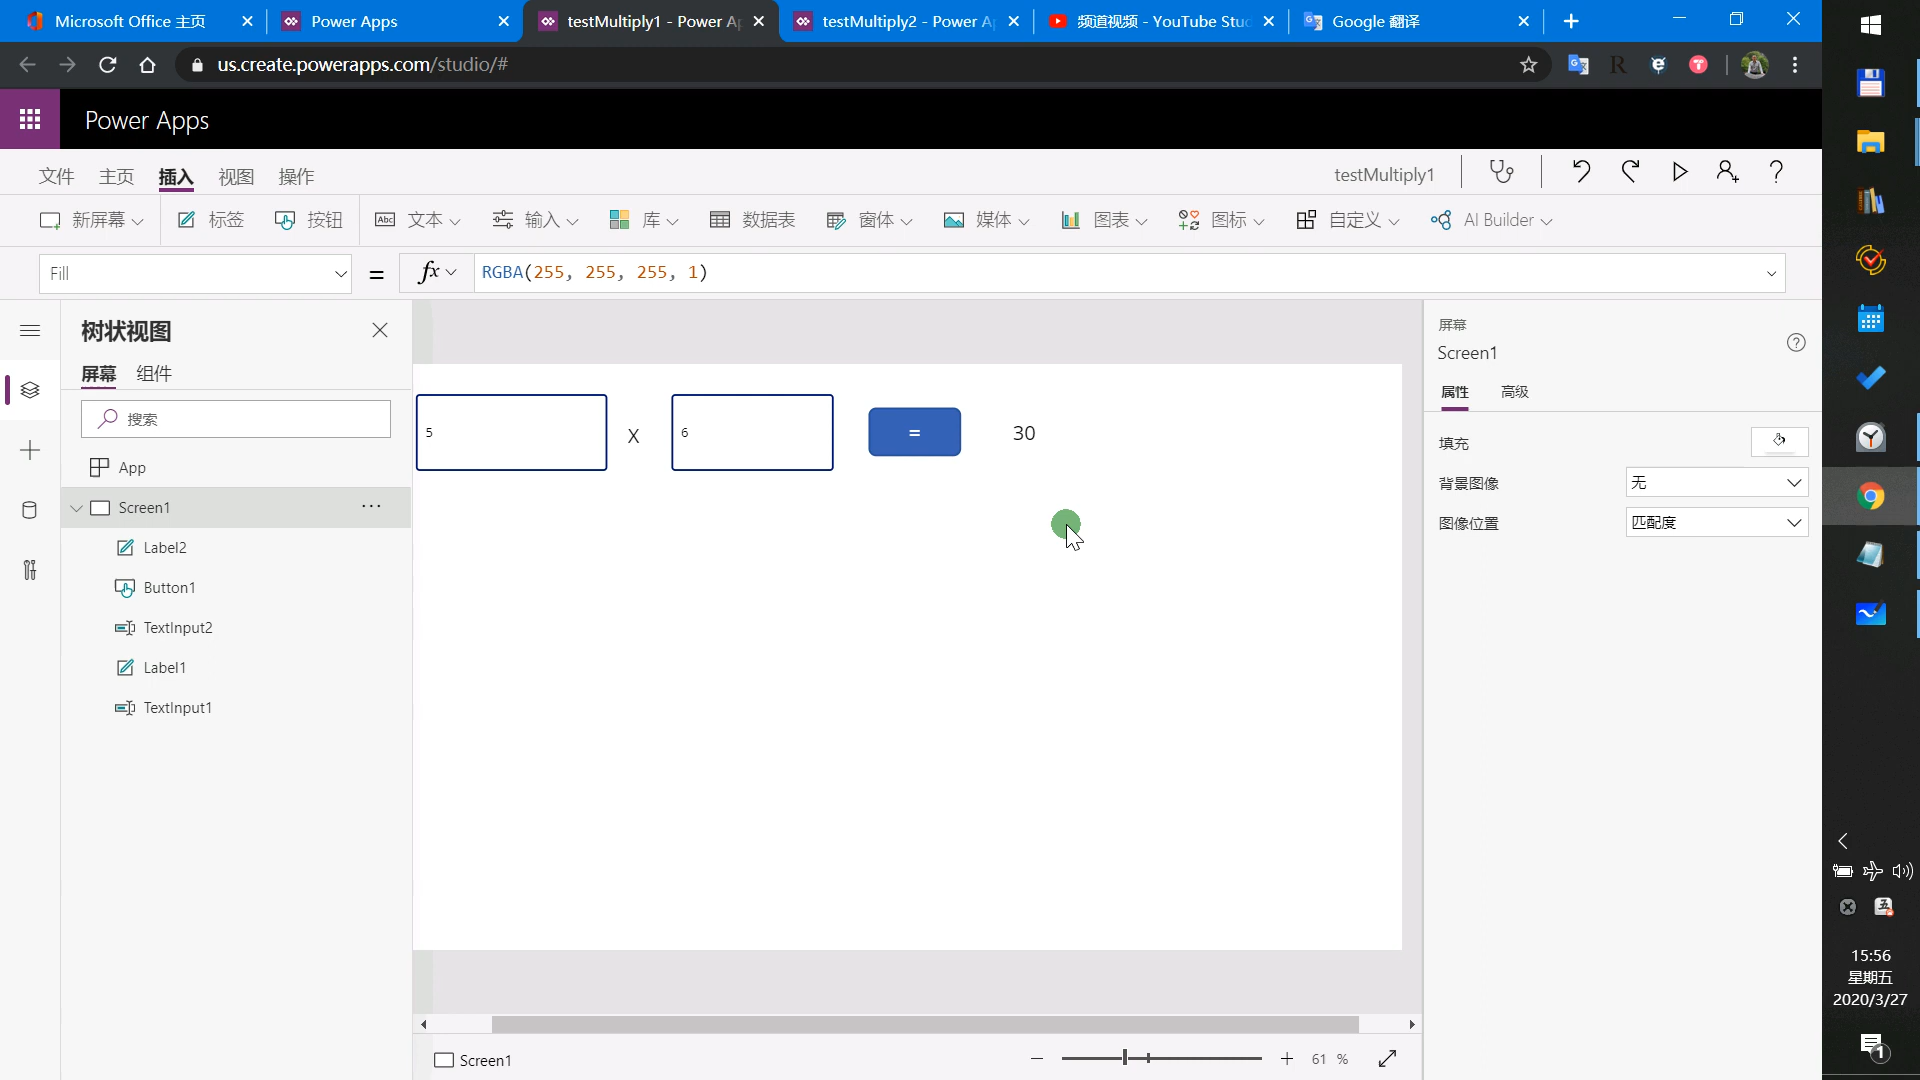 Microsoft Office 主页
Power Apps
testMultiply1 - Power A
testMultiply2 - Power A
频道视频 - YouTube Stu
Google 翻译
us.create.powerapps.com/studio/#
Power Apps
文件 主页 插入 视图 操作
testMultiply1
新屏幕 标签 按钮 Abc 文本 输入 库 数据表 窗体 媒体 图表 图标 自定义 AI Builder
Fill = fx RGBA(255, 255, 255, 1)
树状视图
屏幕 组件
搜索
App
Screen1
Label2
Button1
TextInput2
Label1
TextInput1
5 X 6 = 30
屏幕
Screen1
属性 高级
填充
背景图像 无
图像位置 匹配度
Screen1
61 %
五
15:56
星期五
2020/3/27
1